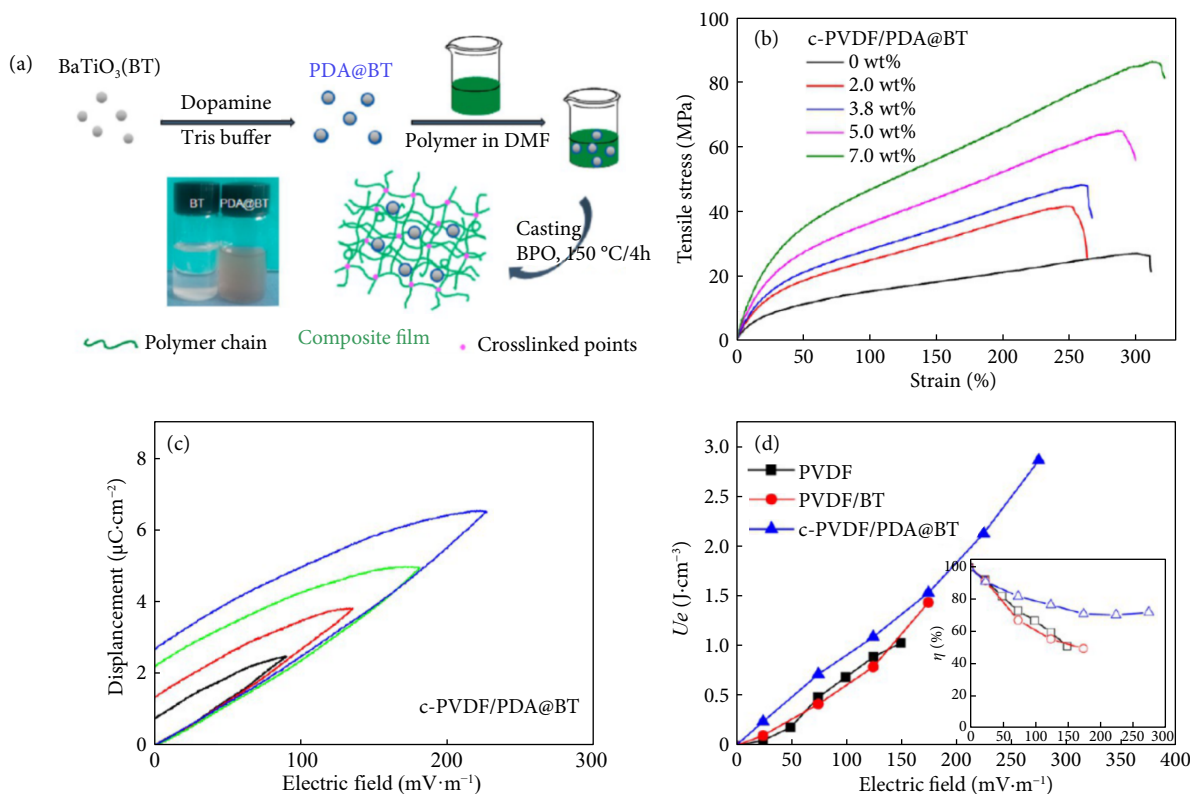 (a)
BaTiO₃(BT)
Dopamine
Tris buffer
PDA@BT
Polymer in DMF
BT
PDA@BT
Casting
BPO, 150 °C/4h
Polymer chain
Composite film
Crosslinked points
(b)
c-PVDF/PDA@BT
0 wt%
2.0 wt%
3.8 wt%
5.0 wt%
7.0 wt%
Tensile stress (MPa)
100
80
60
40
20
0
0
50
100
150
200
250
300
Strain (%)
(c)
Displancement (μC·cm⁻²)
8
6
4
2
0
0
100
200
300
c-PVDF/PDA@BT
Electric field (mV·m⁻¹)
(d)
PVDF
PVDF/BT
c-PVDF/PDA@BT
Ue (J·cm⁻³)
3.0
2.5
2.0
1.5
1.0
0.5
0
0
50
100
150
200
250
300
350
400
Electric field (mV·m⁻¹)
η (%)
100
80
60
40
100
0
0
50
100
150
200
250
300